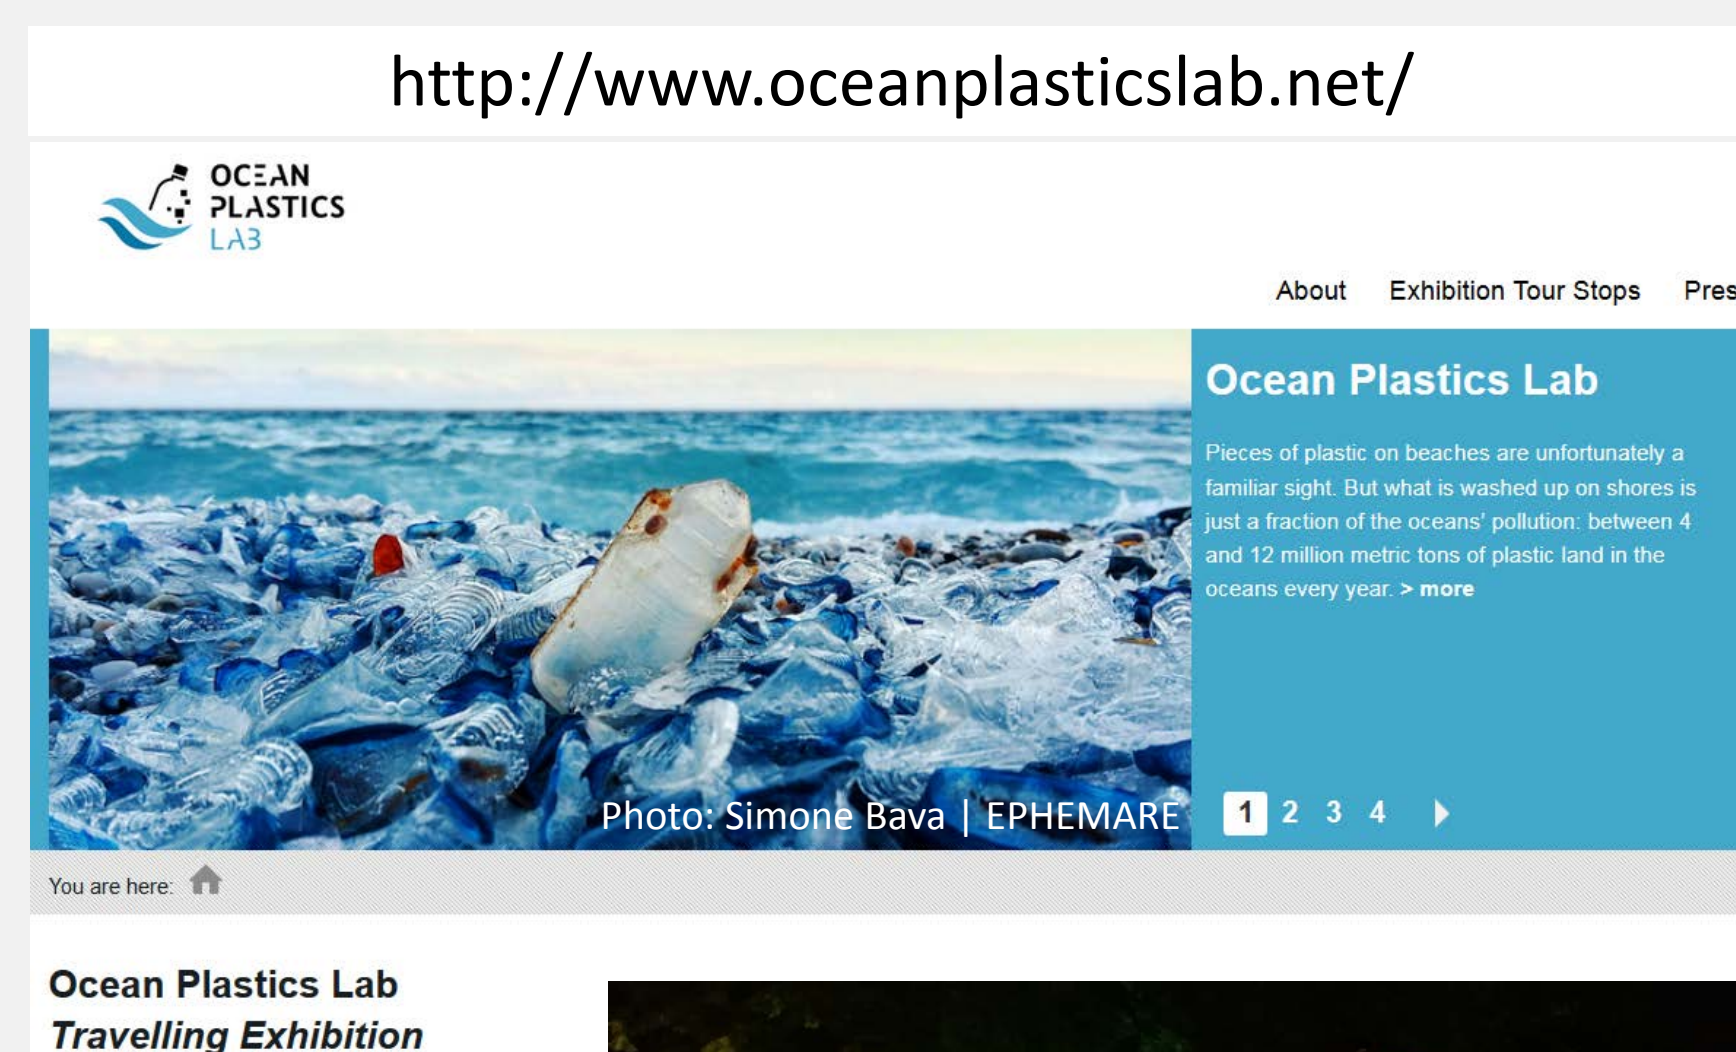 http://www.oceanplasticslab.net/
OCEAN
PLASTICS
LAB
About Exhibition Tour Stops Pres
Ocean Plastics Lab
Pieces of plastic on beaches are unfortunately a
familiar sight. But what is washed up on shores is
just a fraction of the oceans' pollution: between 4
and 12 million metric tons of plastic land in the
oceans every year. > more
Photo: Simone Bava | EPHEMARE
1 2 3 4
You are here:
Ocean Plastics Lab
Travelling Exhibition